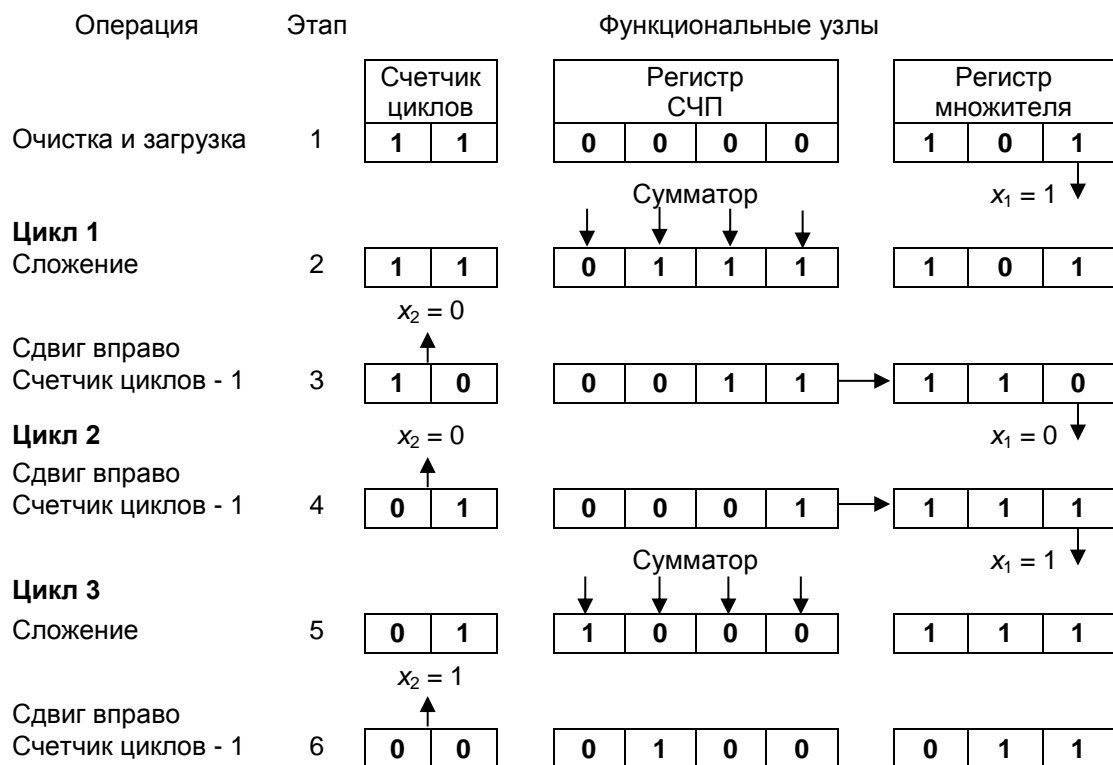 Операция Этап Функциональные узлы
Счетчик циклов Регистр СЧП Регистр множителя
Очистка и загрузка 1 1 1 0 0 0 0 1 0 1
Сумматор x₁ = 1
Цикл 1
Сложение 2 1 1 0 1 1 1 1 0 1
x₂ = 0
Сдвиг вправо
Счетчик циклов - 1 3 1 0 0 0 1 1 1 1 0
Цикл 2 x₂ = 0 x₁ = 0
Сдвиг вправо
Счетчик циклов - 1 4 0 1 0 0 0 1 1 1 1
Сумматор x₁ = 1
Цикл 3
Сложение 5 0 1 1 0 0 0 1 1 1
x₂ = 1
Сдвиг вправо
Счетчик циклов - 1 6 0 0 0 1 0 0 0 1 1